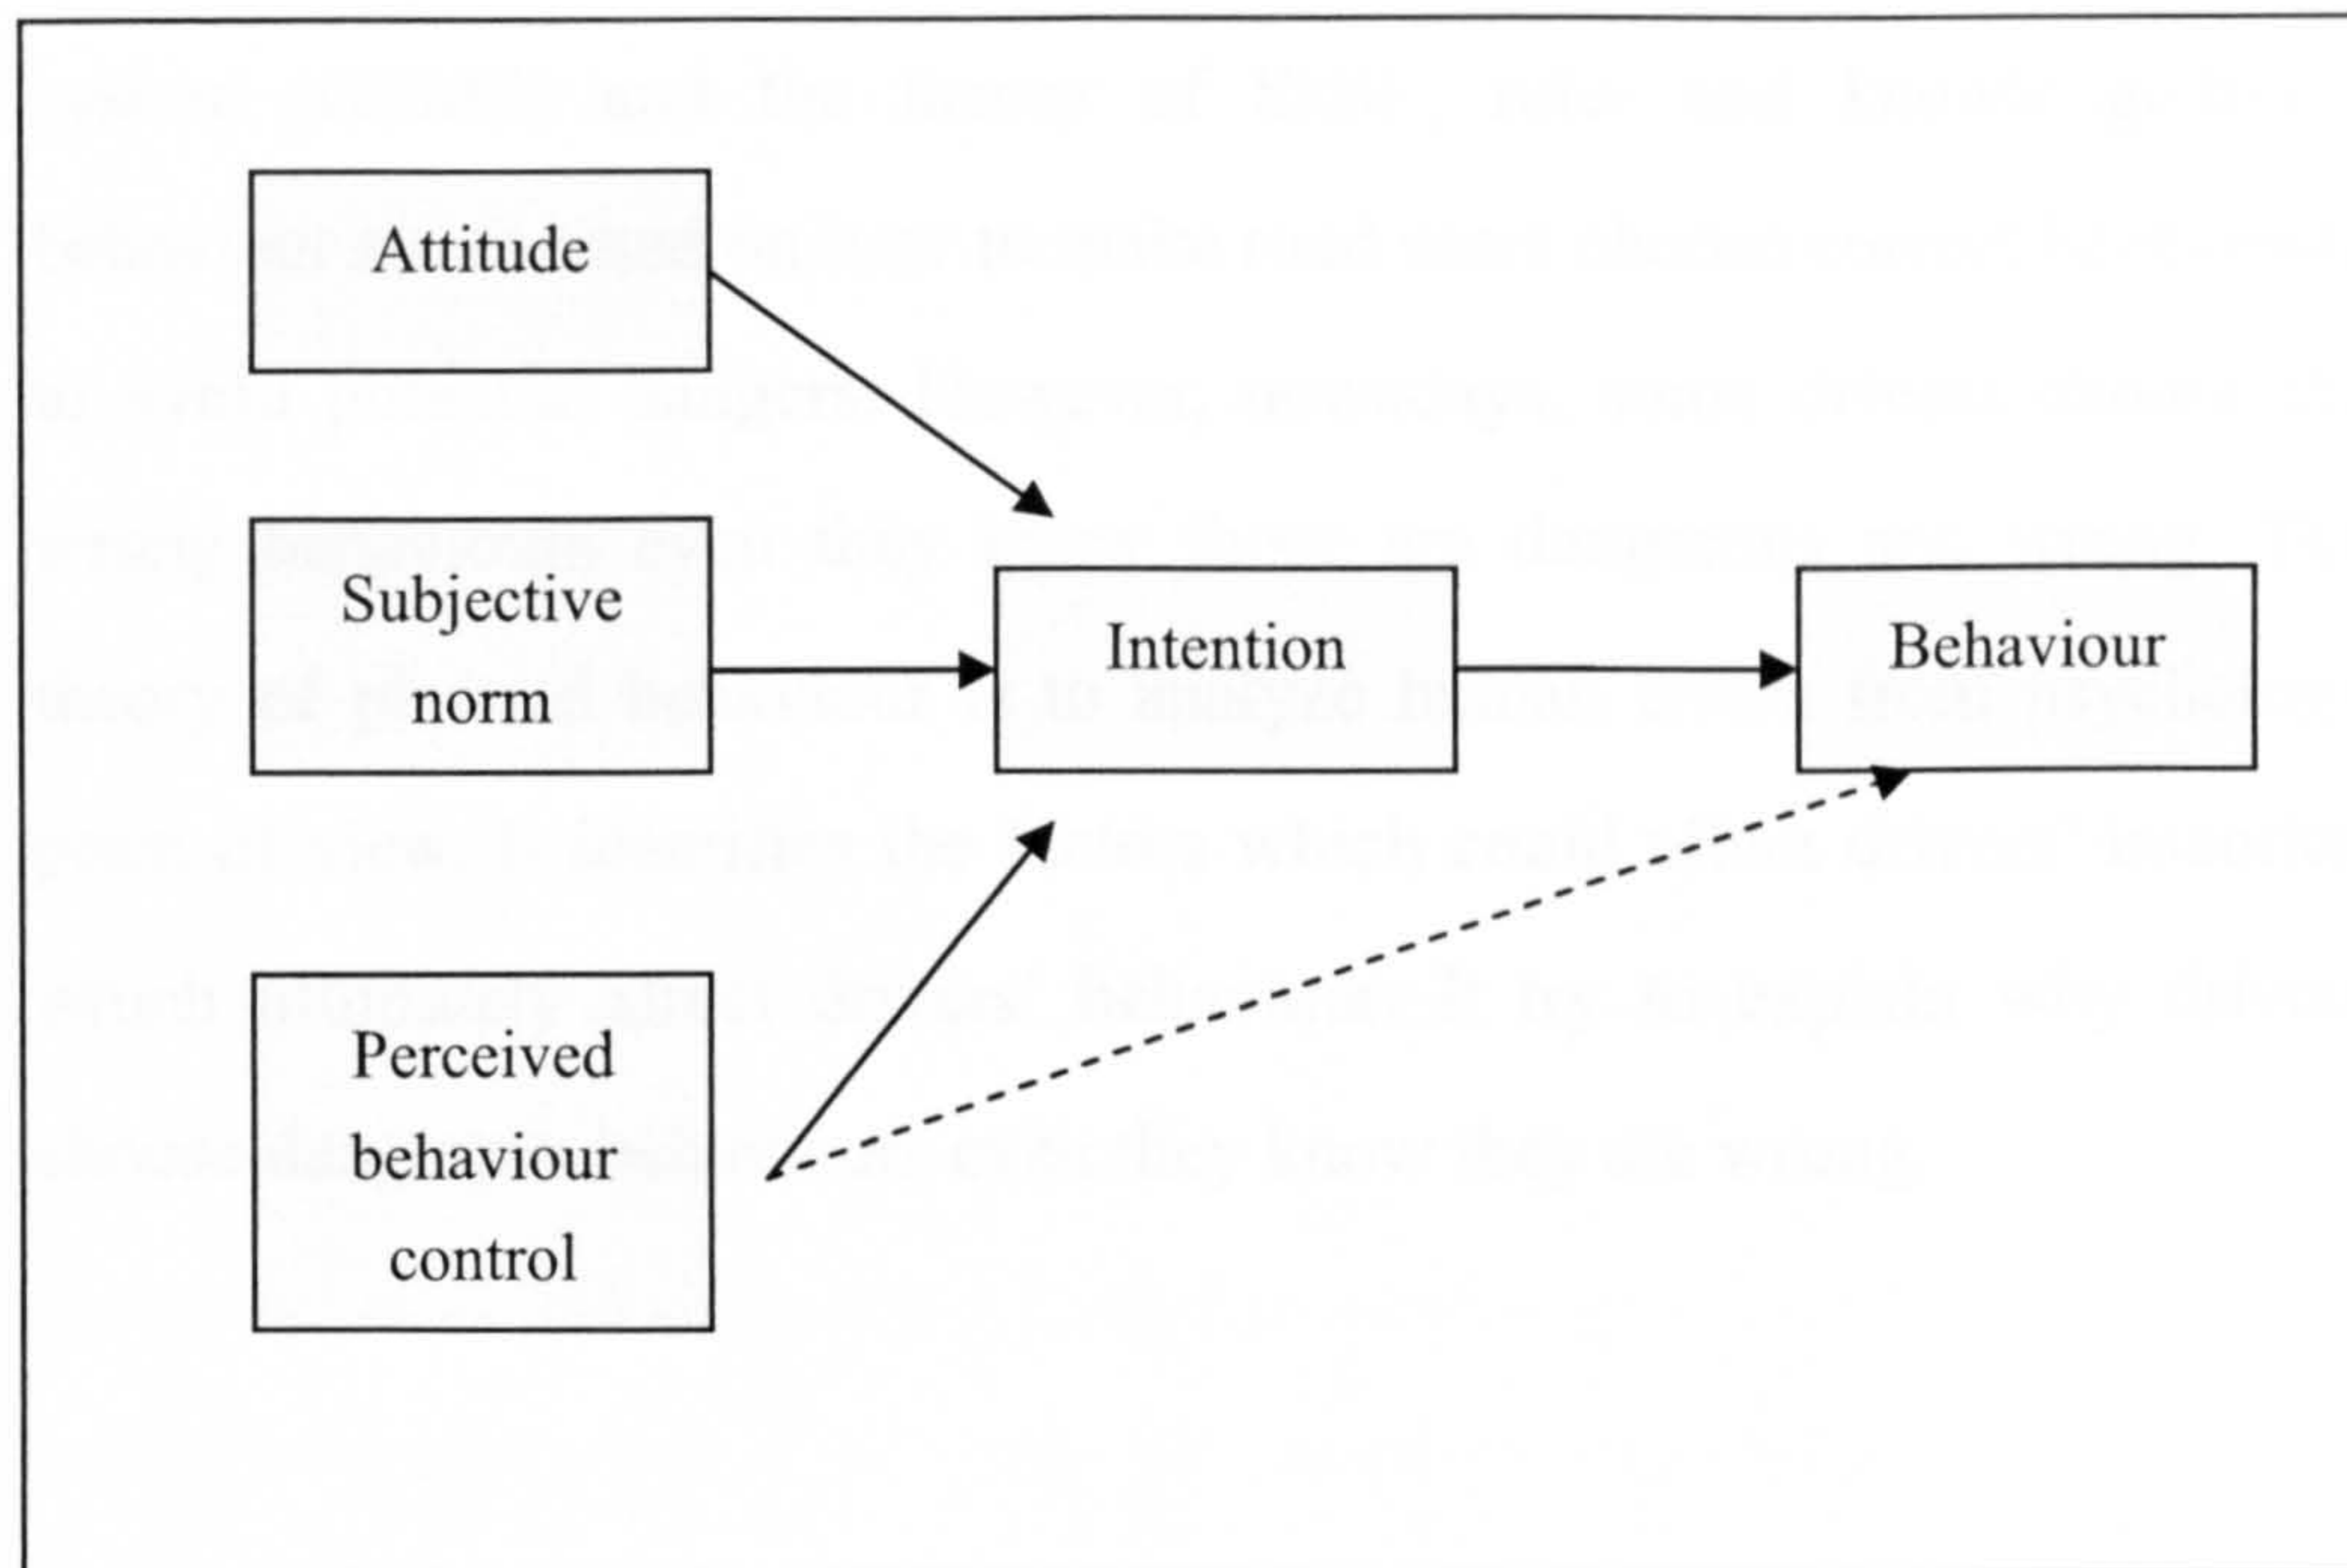 Attitude
Subjective
norm
Intention
Behaviour
Perceived
behaviour
control